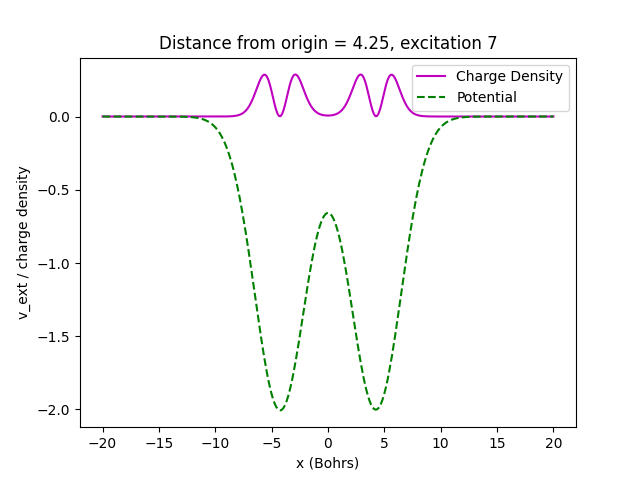 Distance from origin = 4.25, excitation 7
Charge Density
Potential
0.0
−0.5
−1.0
−1.5
−2.0
v_ext / charge density
−20
−15
−10
−5
0
5
10
15
20
x (Bohrs)